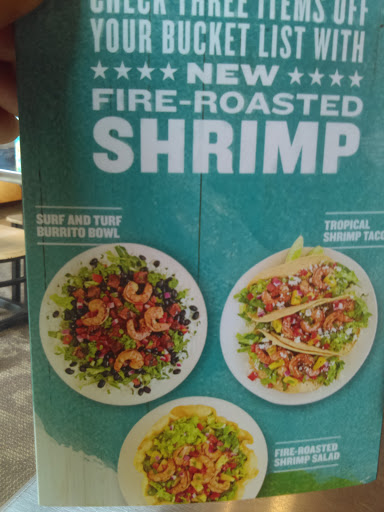 CHECK THREE ITEMS OFF
YOUR BUCKET LIST WITH
NEW
FIRE-ROASTED
SHRIMP
SURF AND TURF
BURRITO BOWL
TROPICAL
SHRIMP TACO
FIRE-ROASTED
SHRIMP SALAD